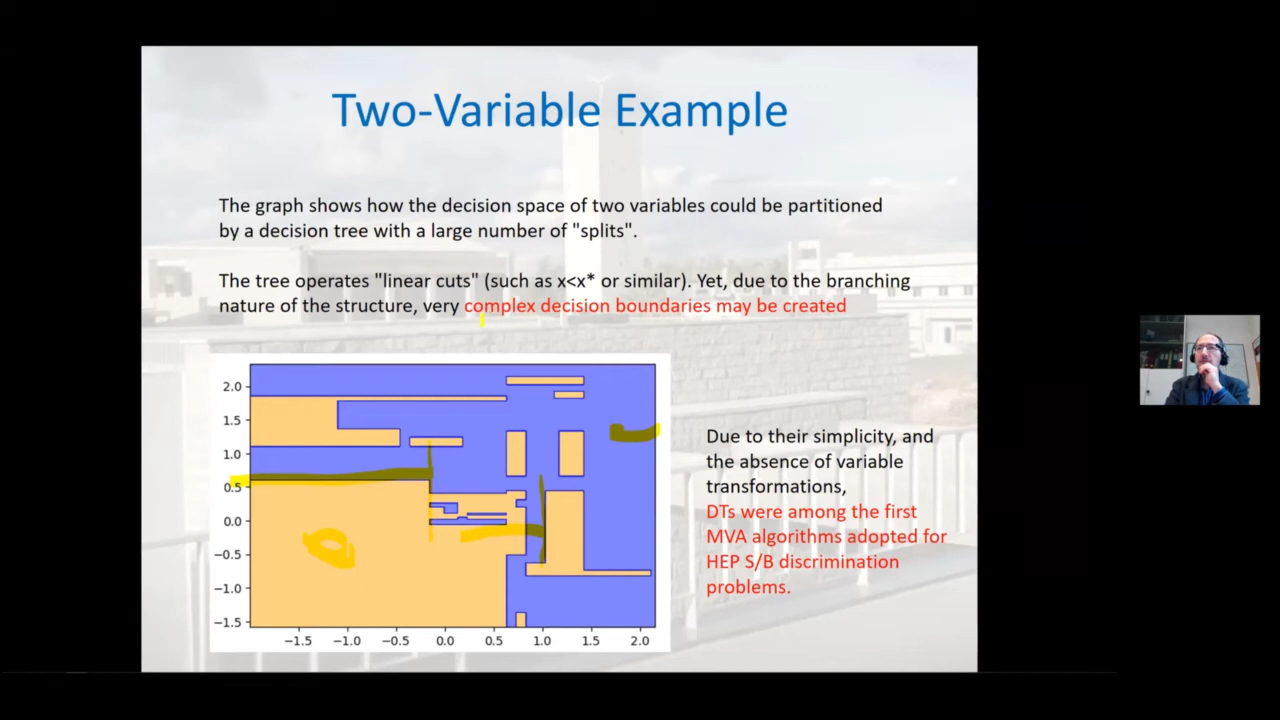 Two-Variable Example
The graph shows how the decision space of two variables could be partitioned
by a decision tree with a large number of "splits".
The tree operates "linear cuts" (such as x<x* or similar). Yet, due to the branching
nature of the structure, very complex decision boundaries may be created
2.0
1.5
1.0
0.5
0.0
−0.5
−1.0
−1.5
−1.5 −1.0 −0.5 0.0 0.5 1.0 1.5 2.0
Due to their simplicity, and
the absence of variable
transformations,
DTs were among the first
MVA algorithms adopted for
HEP S/B discrimination
problems.